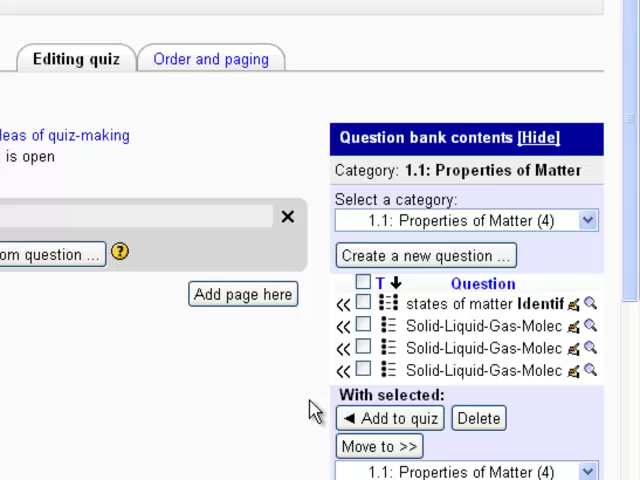 Editing quiz
Order and paging
deas of quiz-making
is open
Question bank contents [Hide]
Category: 1.1: Properties of Matter
Select a category:
1.1: Properties of Matter (4)
om question ...
?
Create a new question ...
Add page here
T Question
states of matter Identif
Solid-Liquid-Gas-Molec
Solid-Liquid-Gas-Molec
Solid-Liquid-Gas-Molec
With selected:
◄ Add to quiz
Delete
Move to >>
1.1: Properties of Matter (4)